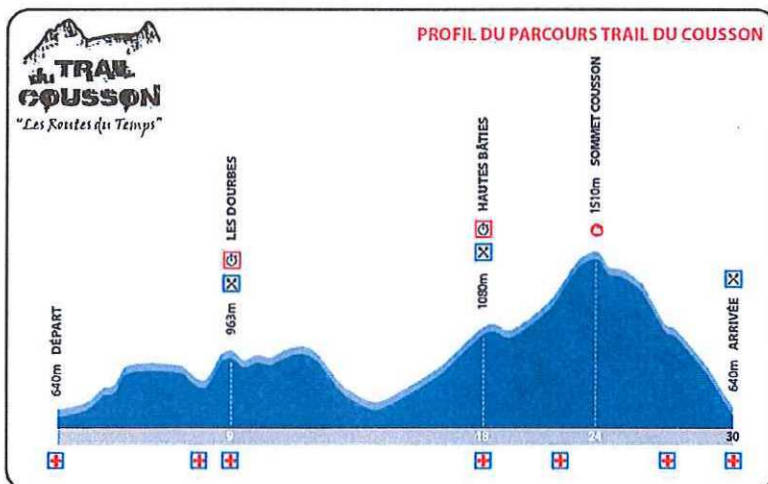 PROFIL DU PARCOURS TRAIL DU COUSSON
du TRAIL
COUSSON
"Les Routes du Temps"
640m DÉPART
963m LES DOURBES
1080m HAUTES BÂTIES
1510m SOMMET COUSSON
640m ARRIVÉE
9
18
24
30